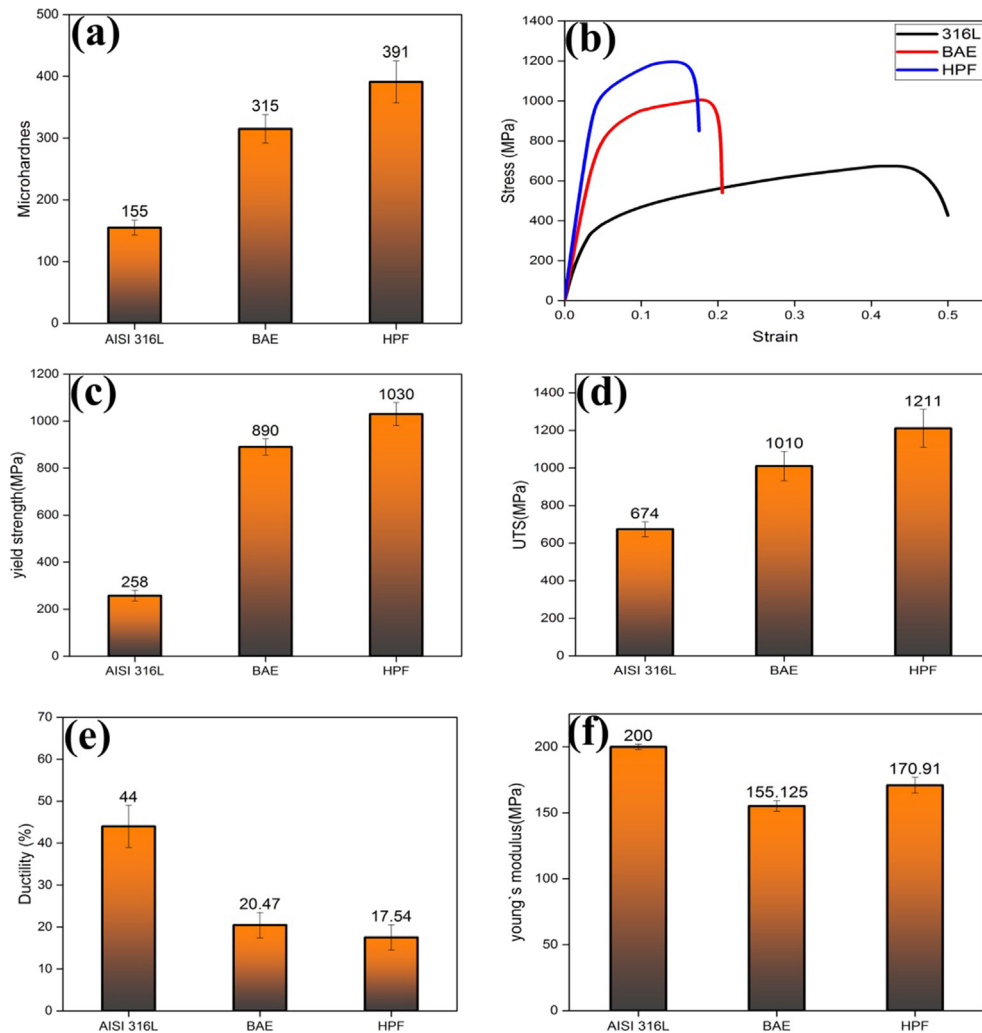 (a)
500
400
300
200
100
0
Microhardnes
155
315
391
AISI 316L BAE HPF
(b)
1400
1200
1000
800
600
400
200
0
Stress (MPa)
316L
BAE
HPF
0.0 0.1 0.2 0.3 0.4 0.5
Strain
(c)
1200
1000
800
600
400
200
0
yield strength(MPa)
258
890
1030
AISI 316L BAE HPF
(d)
1400
1200
1000
800
600
400
200
0
UTS(MPa)
674
1010
1211
AISI 316L BAE HPF
(e)
70
60
50
40
30
20
10
0
Ductility (%)
44
20.47
17.54
AISI 316L BAE HPF
(f)
200
150
100
50
0
young's modulus(MPa)
200
155.125
170.91
AISI 316L BAE HPF